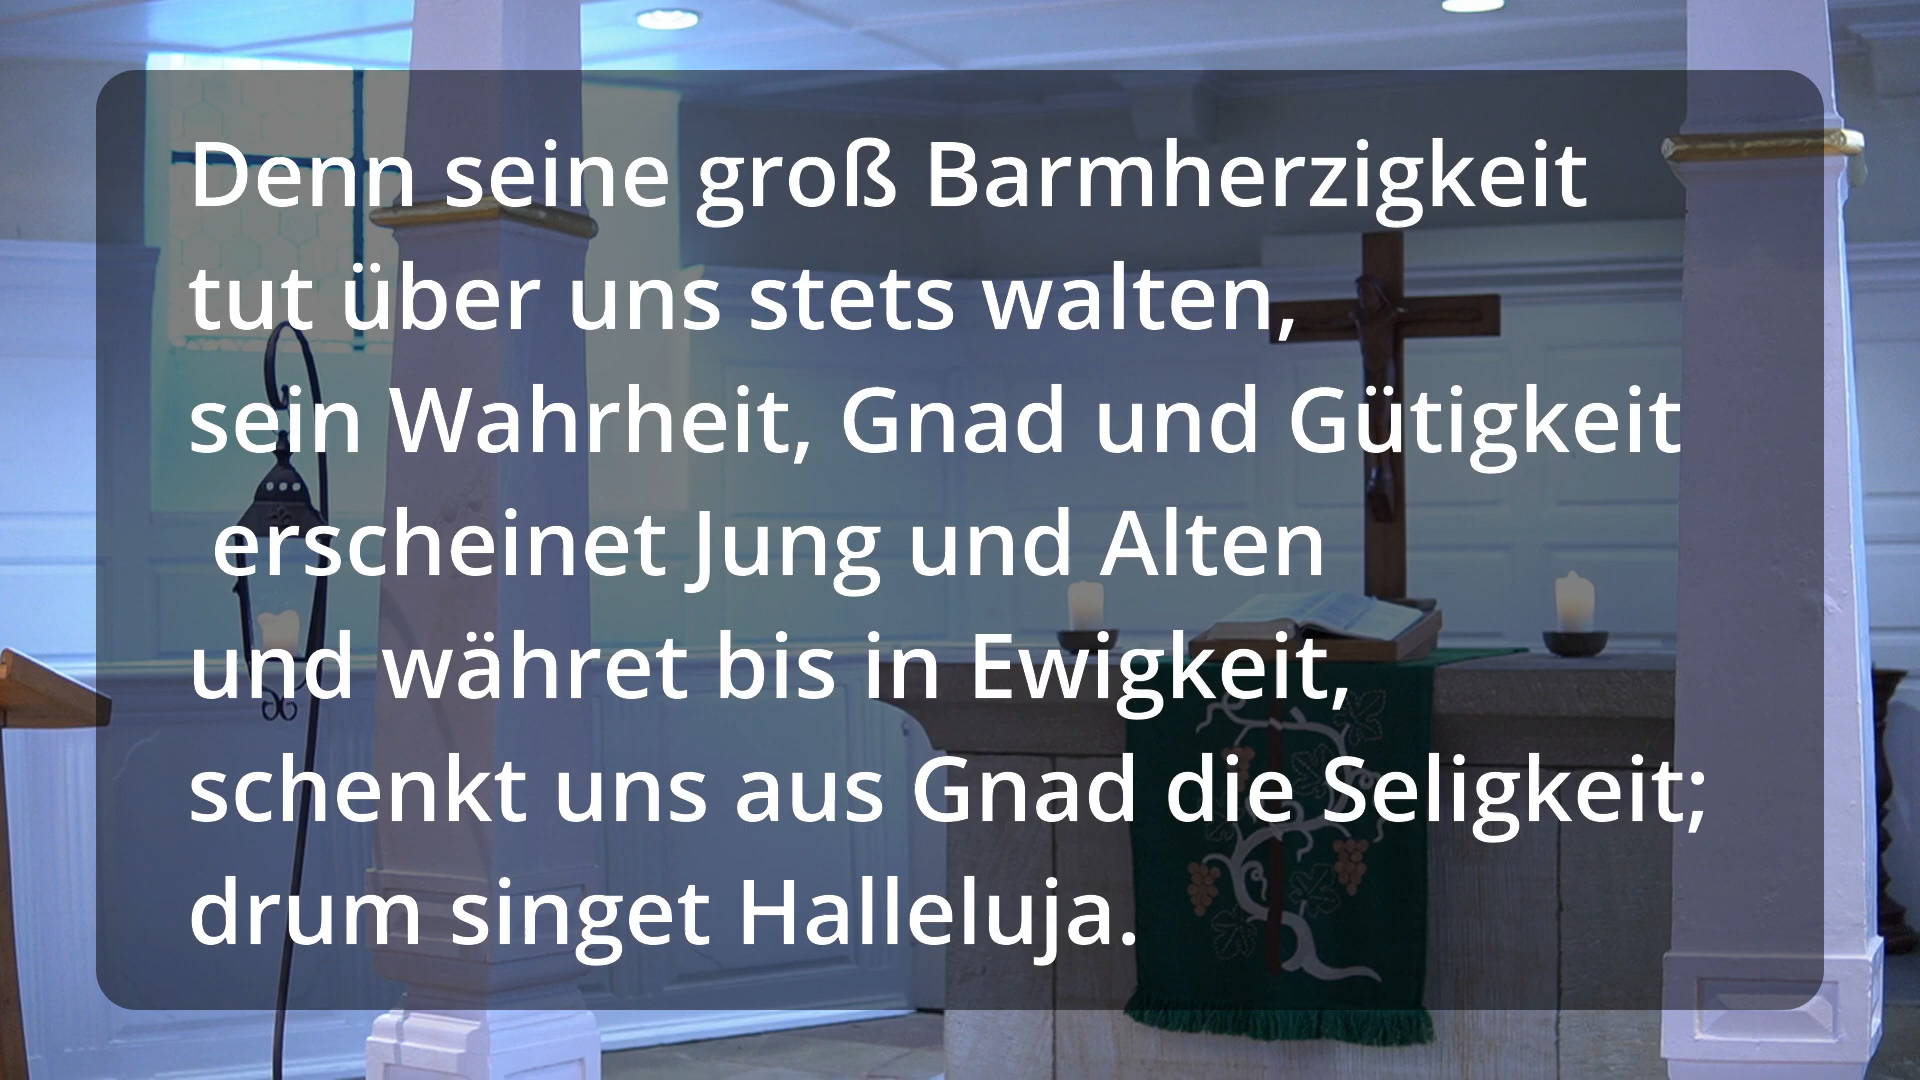 Denn seine groß Barmherzigkeit
tut über uns stets walten,
sein Wahrheit, Gnad und Gütigkeit
erscheinet Jung und Alten
und währet bis in Ewigkeit,
schenkt uns aus Gnad die Seligkeit;
drum singet Halleluja.